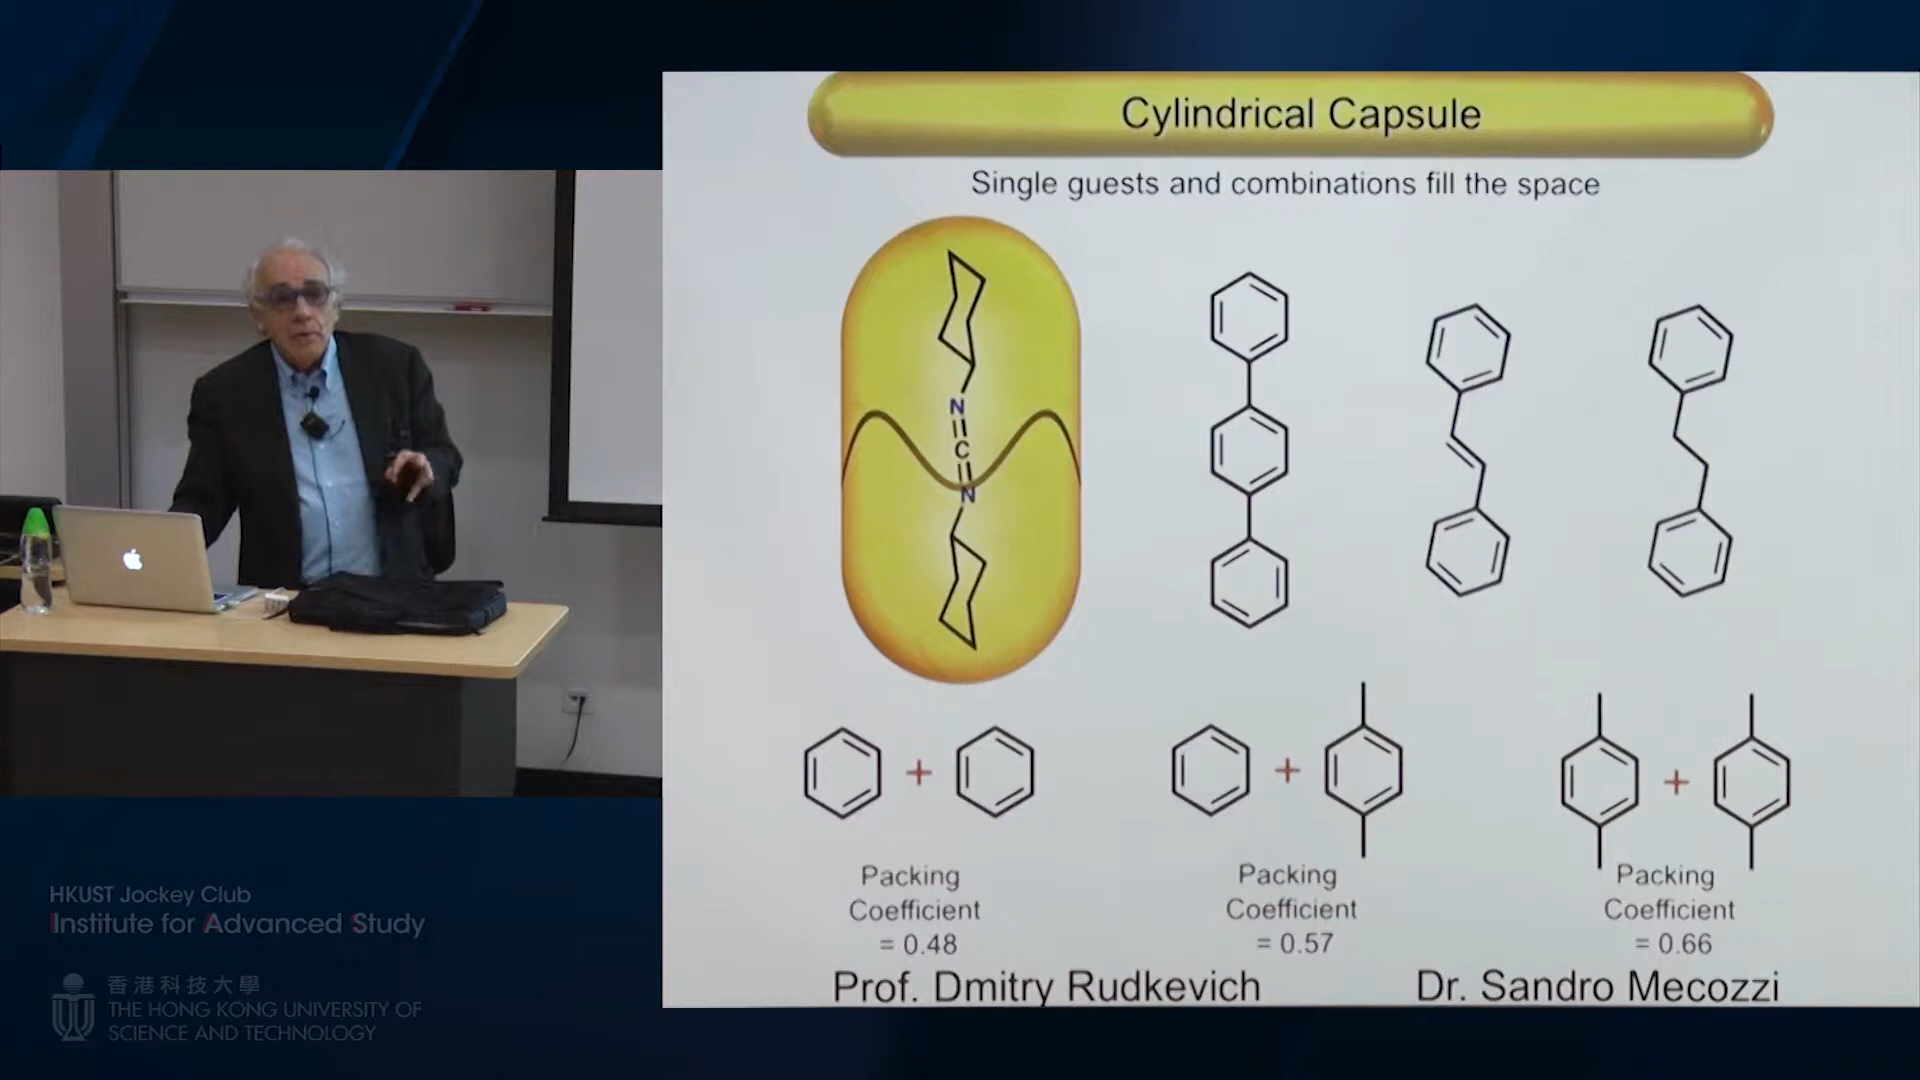 Cylindrical Capsule
Single guests and combinations fill the space
N
C
N
+
+
+
Packing
Coefficient
= 0.48
Packing
Coefficient
= 0.57
Packing
Coefficient
= 0.66
Prof. Dmitry Rudkevich
Dr. Sandro Mecozzi
HKUST Jockey Club
Institute for Advanced Study
香港科技大學
THE HONG KONG UNIVERSITY OF
SCIENCE AND TECHNOLOGY